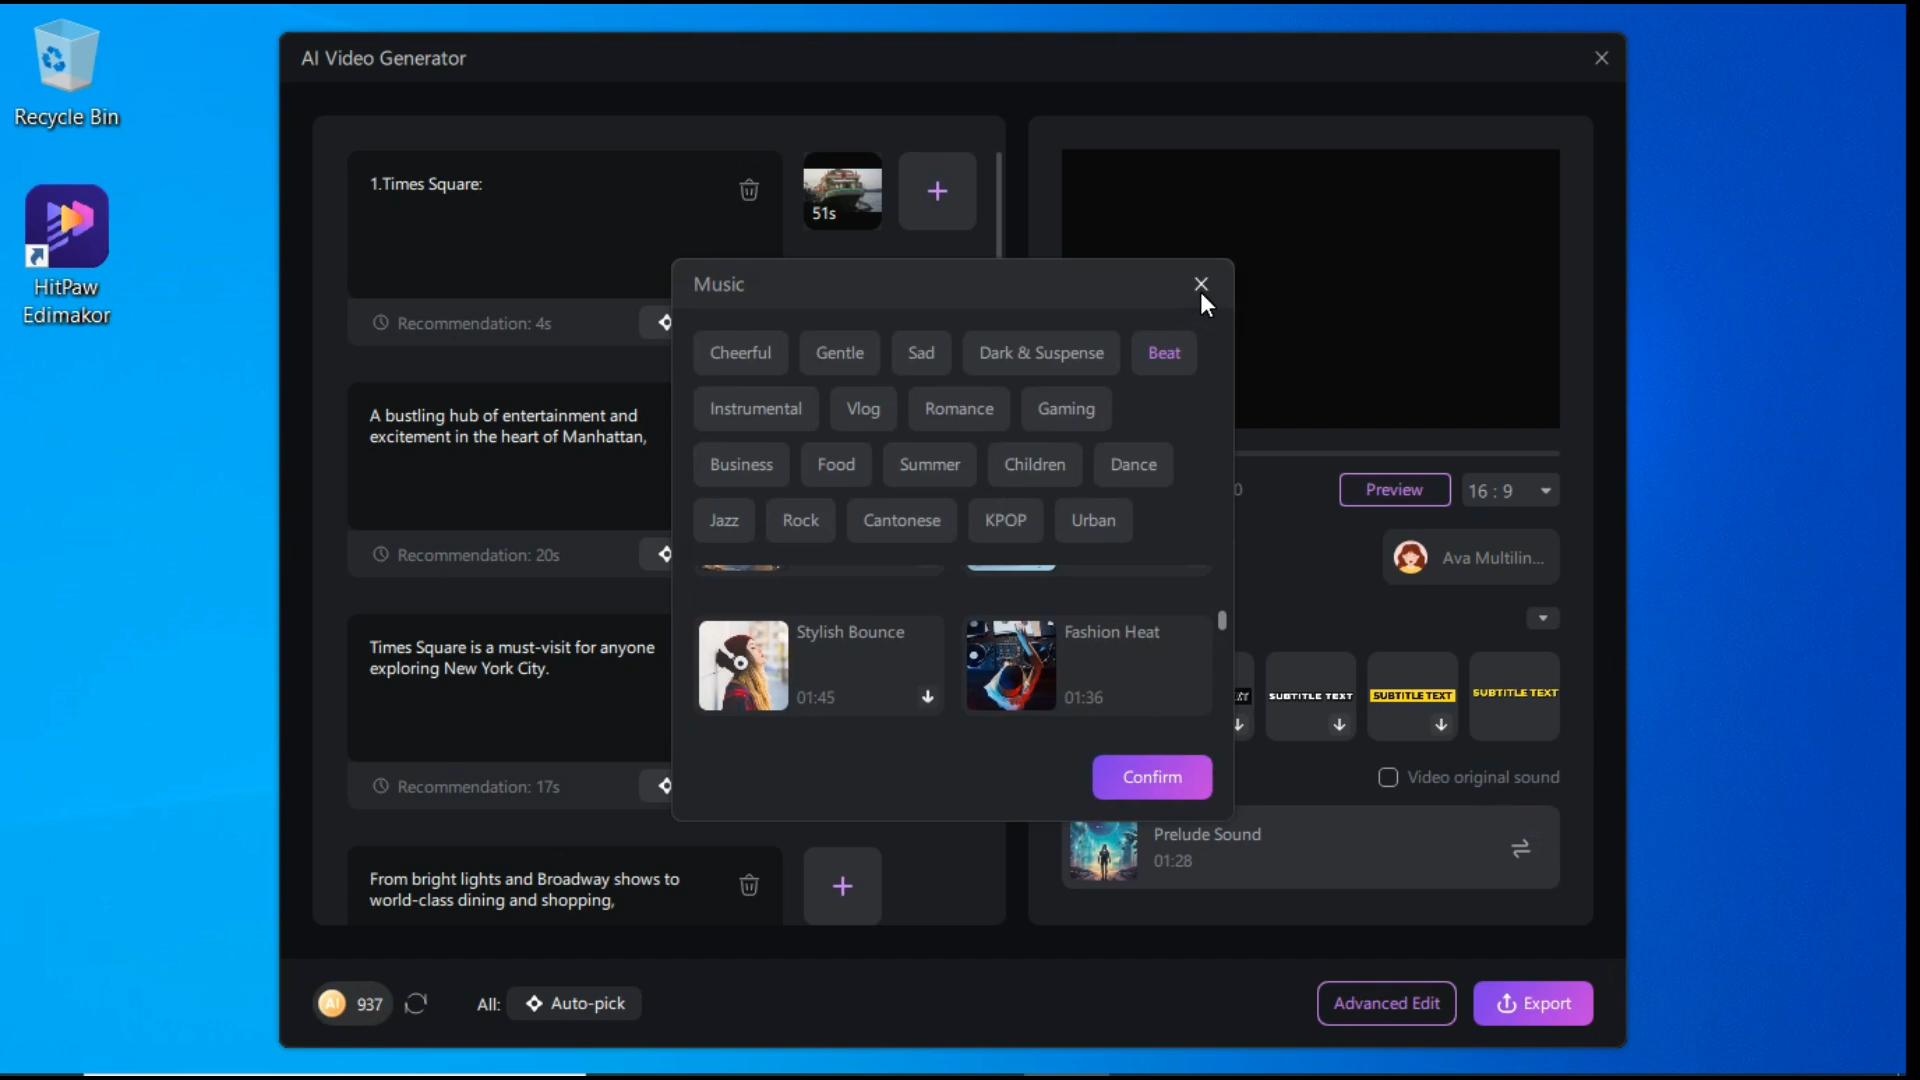 Recycle Bin
HitPaw
Edimakor
AI Video Generator
1.Times Square:
51s
Recommendation: 4s
A bustling hub of entertainment and
excitement in the heart of Manhattan,
Recommendation: 20s
Times Square is a must-visit for anyone
exploring New York City.
Recommendation: 17s
From bright lights and Broadway shows to
world-class dining and shopping,
Music
Cheerful Gentle Sad Dark & Suspense Beat
Instrumental Vlog Romance Gaming
Business Food Summer Children Dance
Jazz Rock Cantonese KPOP Urban
Stylish Bounce
01:45
Fashion Heat
01:36
Confirm
0
Preview
16 : 9
Ava Multilin...
SUBTITLE TEXT
SUBTITLE TEXT
SUBTITLE TEXT
Video original sound
Prelude Sound
01:28
AI 937
All: Auto-pick
Advanced Edit
Export